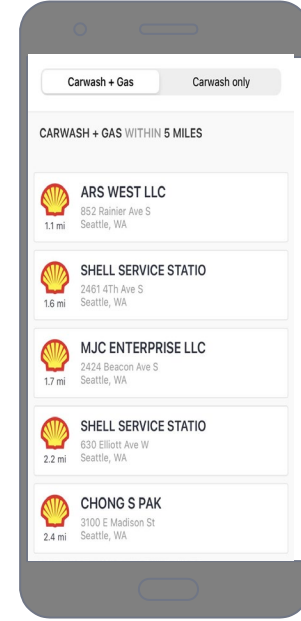 Carwash + Gas
Carwash only
CARWASH + GAS WITHIN 5 MILES
ARS WEST LLC
852 Rainier Ave S
1.1 mi
Seattle, WA
SHELL SERVICE STATIO
2461 4Th Ave S
1.6 mi
Seattle, WA
MJC ENTERPRISE LLC
2424 Beacon Ave S
1.7 mi
Seattle, WA
SHELL SERVICE STATIO
630 Elliott Ave W
2.2 mi
Seattle, WA
CHONG S PAK
3100 E Madison St
2.4 mi
Seattle, WA